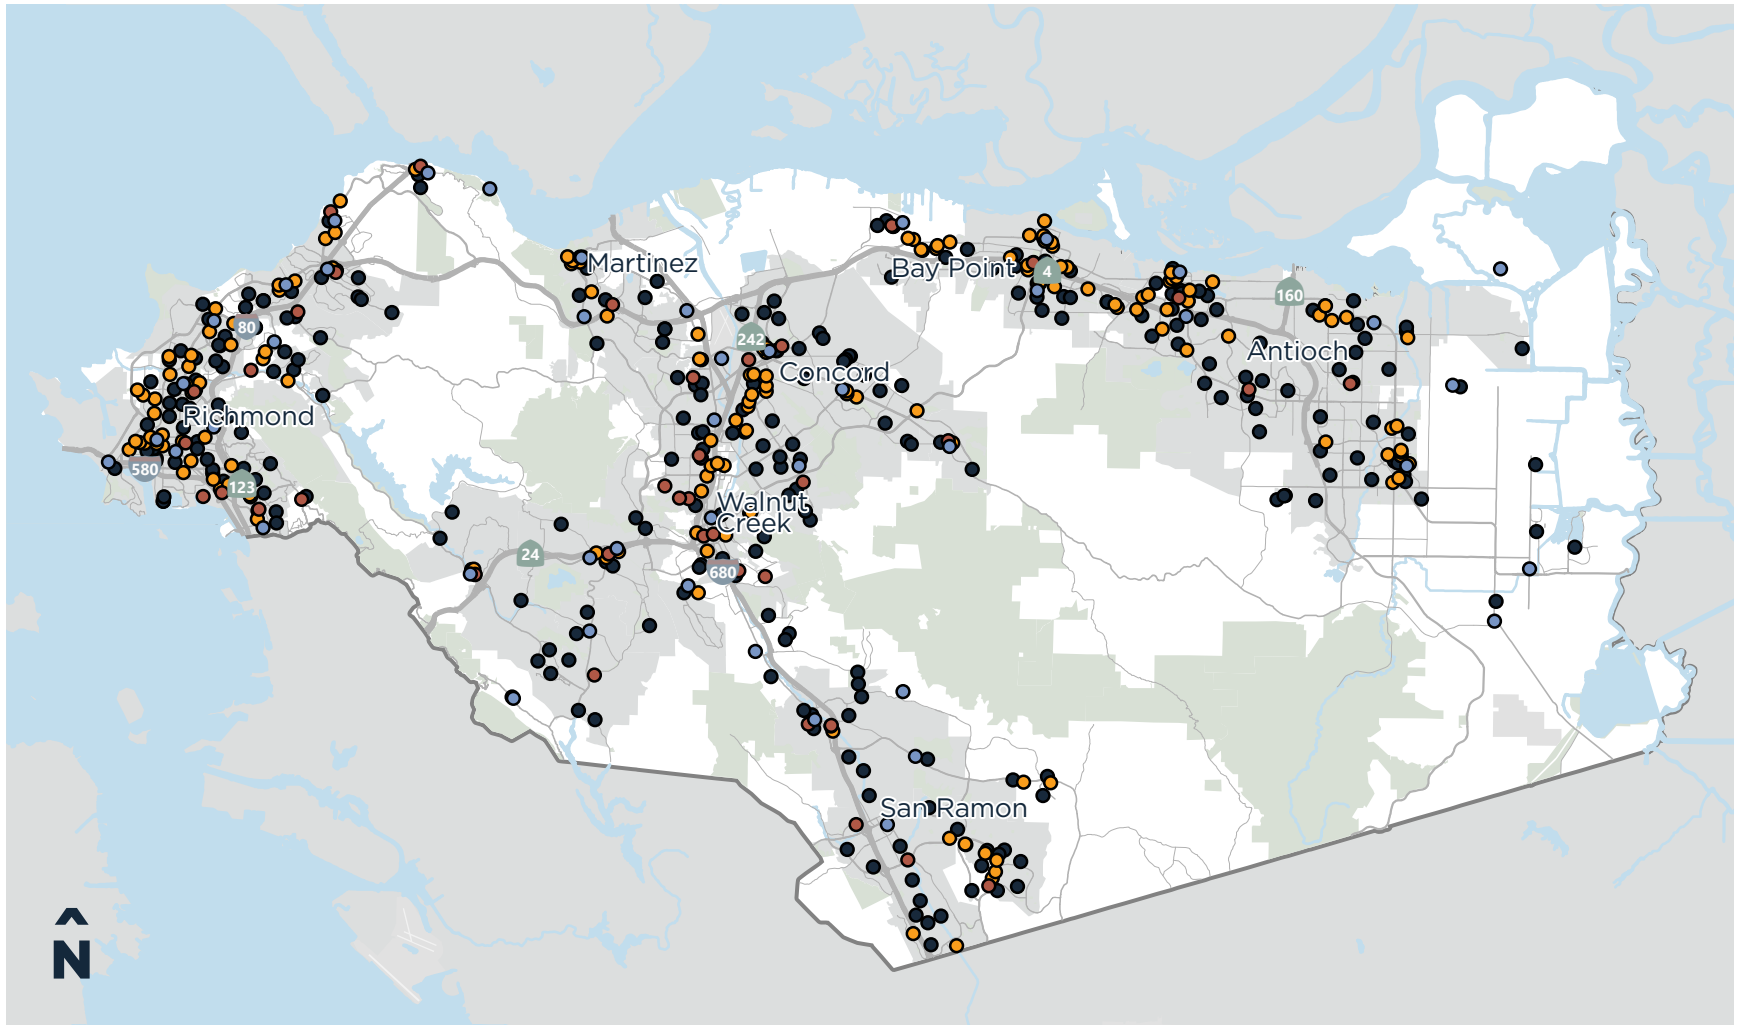 Martinez
Bay Point
4
160
80
242
Antioch
Concord
Richmond
580
123
Walnut
Creek
24
680
San Ramon
N